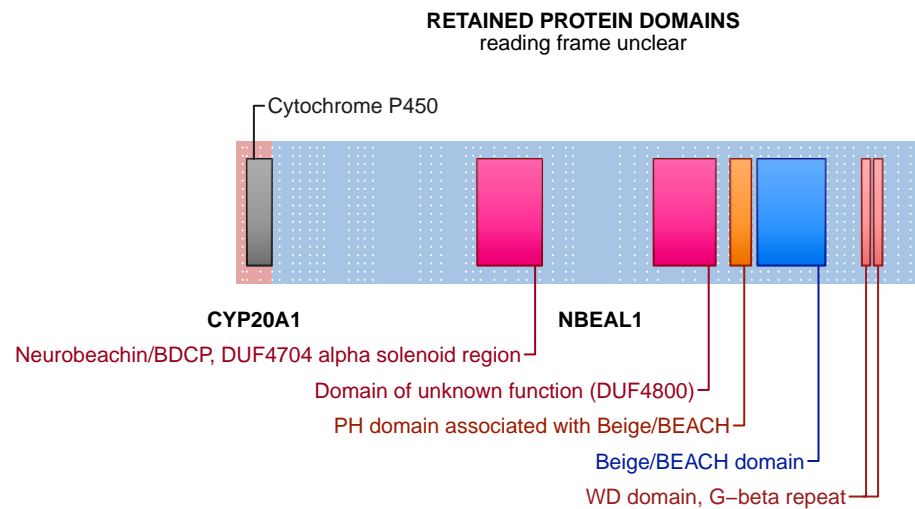 RETAINED PROTEIN DOMAINS
reading frame unclear
Cytochrome P450
CYP20A1
NBEAL1
Neurobeachin/BDCP, DUF4704 alpha solenoid region
Domain of unknown function (DUF4800)
PH domain associated with Beige/BEACH
Beige/BEACH domain
WD domain, G−beta repeat